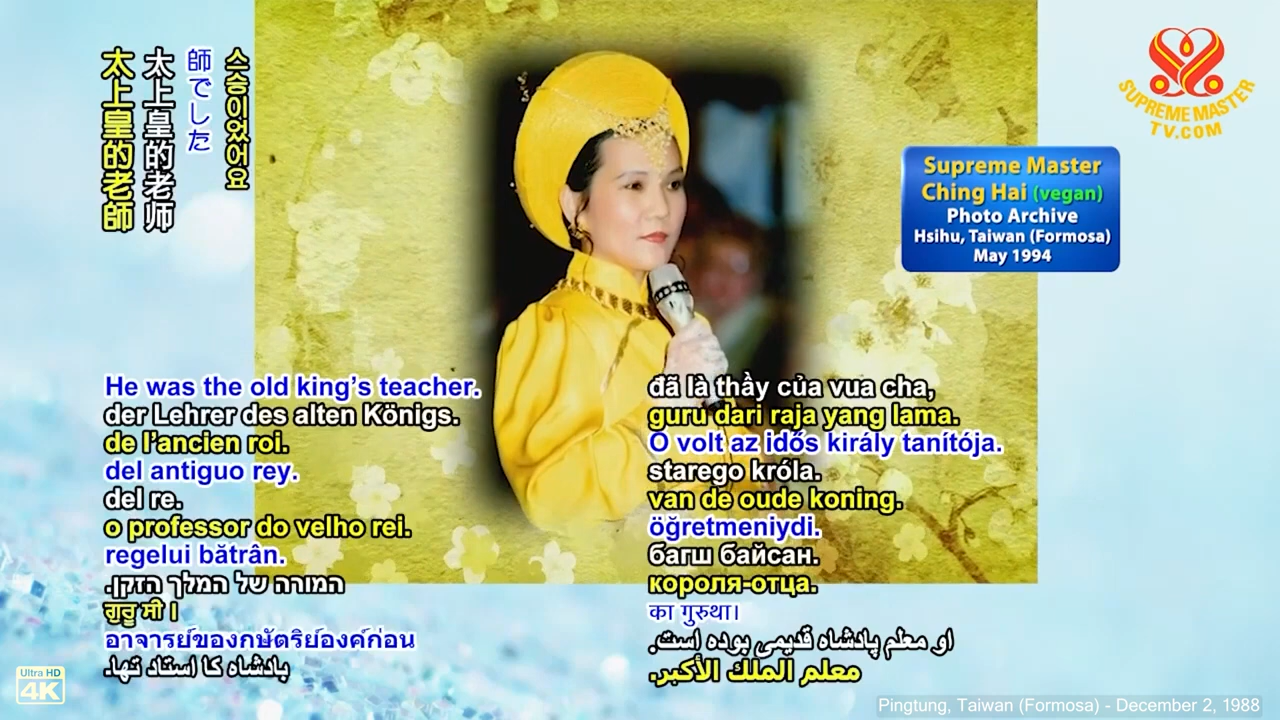 스승이었어요
師でした
太上皇的老师
太上皇的老師
SUPREME MASTER
TV.COM
Supreme Master
Ching Hai (vegan)
Photo Archive
Hsihu, Taiwan (Formosa)
May 1994
He was the old king's teacher.
der Lehrer des alten Königs.
de l'ancien roi.
del antiguo rey.
del re.
o professor do velho rei.
regelui bătrân.
המורה של המלך הזקן.
ਗੁਰੂ ਸੀ।
อาจารย์ของกษัตริย์องค์ก่อน
بادشاہ کا استاد تھا۔
đã là thầy của vua cha,
guru dari raja yang lama.
O volt az idős király tanítója.
starego króla.
van de oude koning.
öğretmeniydi.
багш байсан.
короля-отца.
का गुरुथा।
او معلم پادشاه قدیمی بوده است.
معلم الملك الأكبر.
Ultra HD
4K
Pingtung, Taiwan (Formosa) - December 2, 1988